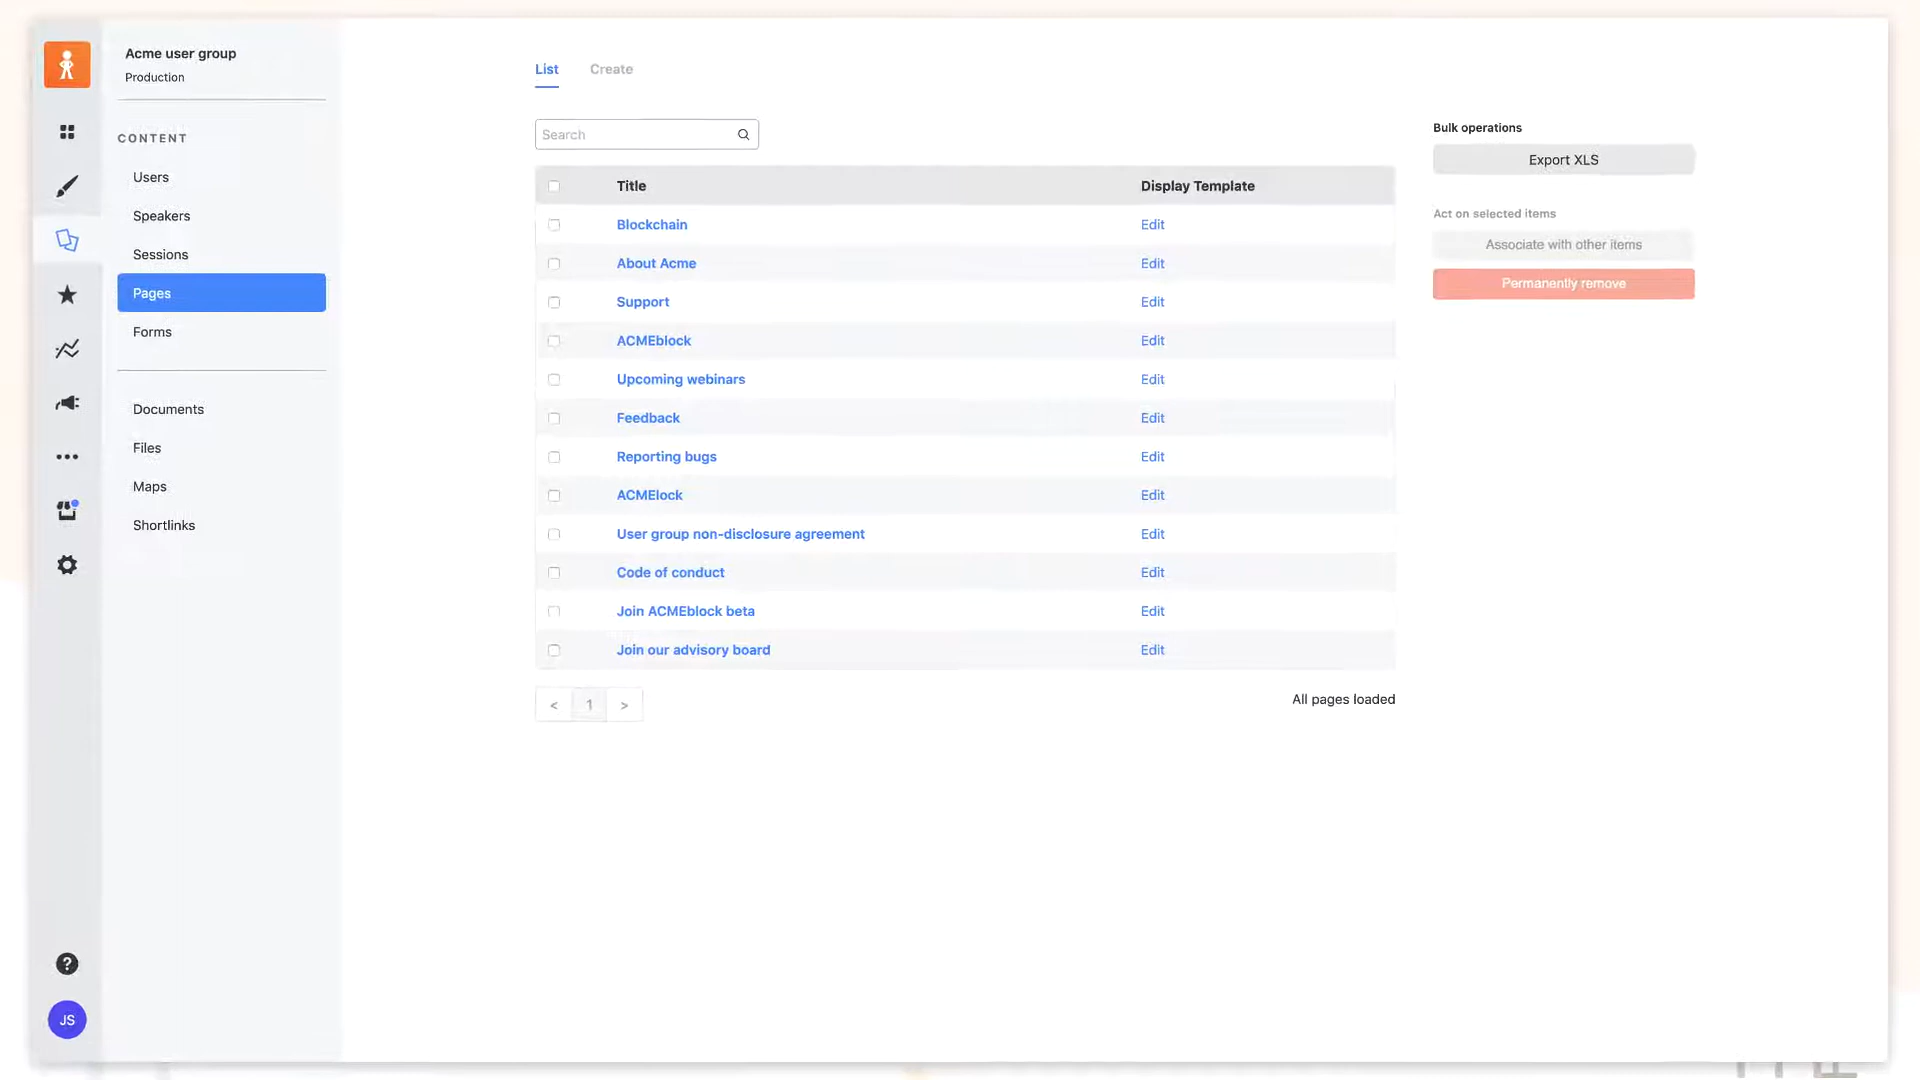 Acme user group
Production
CONTENT
Users
Speakers
Sessions
Pages
Forms
Documents
Files
Maps
Shortlinks
JS
List Create
Search
Title Display Template
Blockchain Edit
About Acme Edit
Support Edit
ACMEblock Edit
Upcoming webinars Edit
Feedback Edit
Reporting bugs Edit
ACMElock Edit
User group non-disclosure agreement Edit
Code of conduct Edit
Join ACMEblock beta Edit
Join our advisory board Edit
< 1 >
All pages loaded
Bulk operations
Export XLS
Act on selected items
Associate with other items
Permanently remove